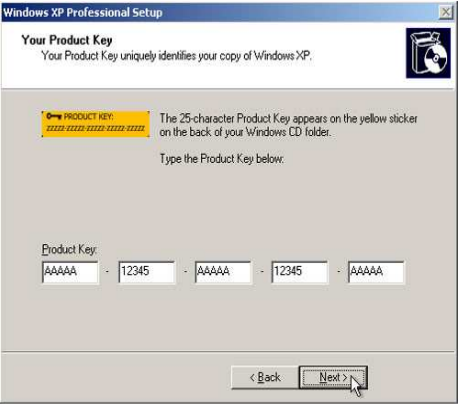 Windows XP Professional Setup
Your Product Key
Your Product Key uniquely identifies your copy of Windows XP.
PRODUCT KEY:
zzzzz-zzzzz-zzzzz-zzzzz-zzzzz
The 25-character Product Key appears on the yellow sticker
on the back of your Windows CD folder.
Type the Product Key below:
Product Key:
AAAAA - 12345 - AAAAA - 12345 - AAAAA
< Back Next >